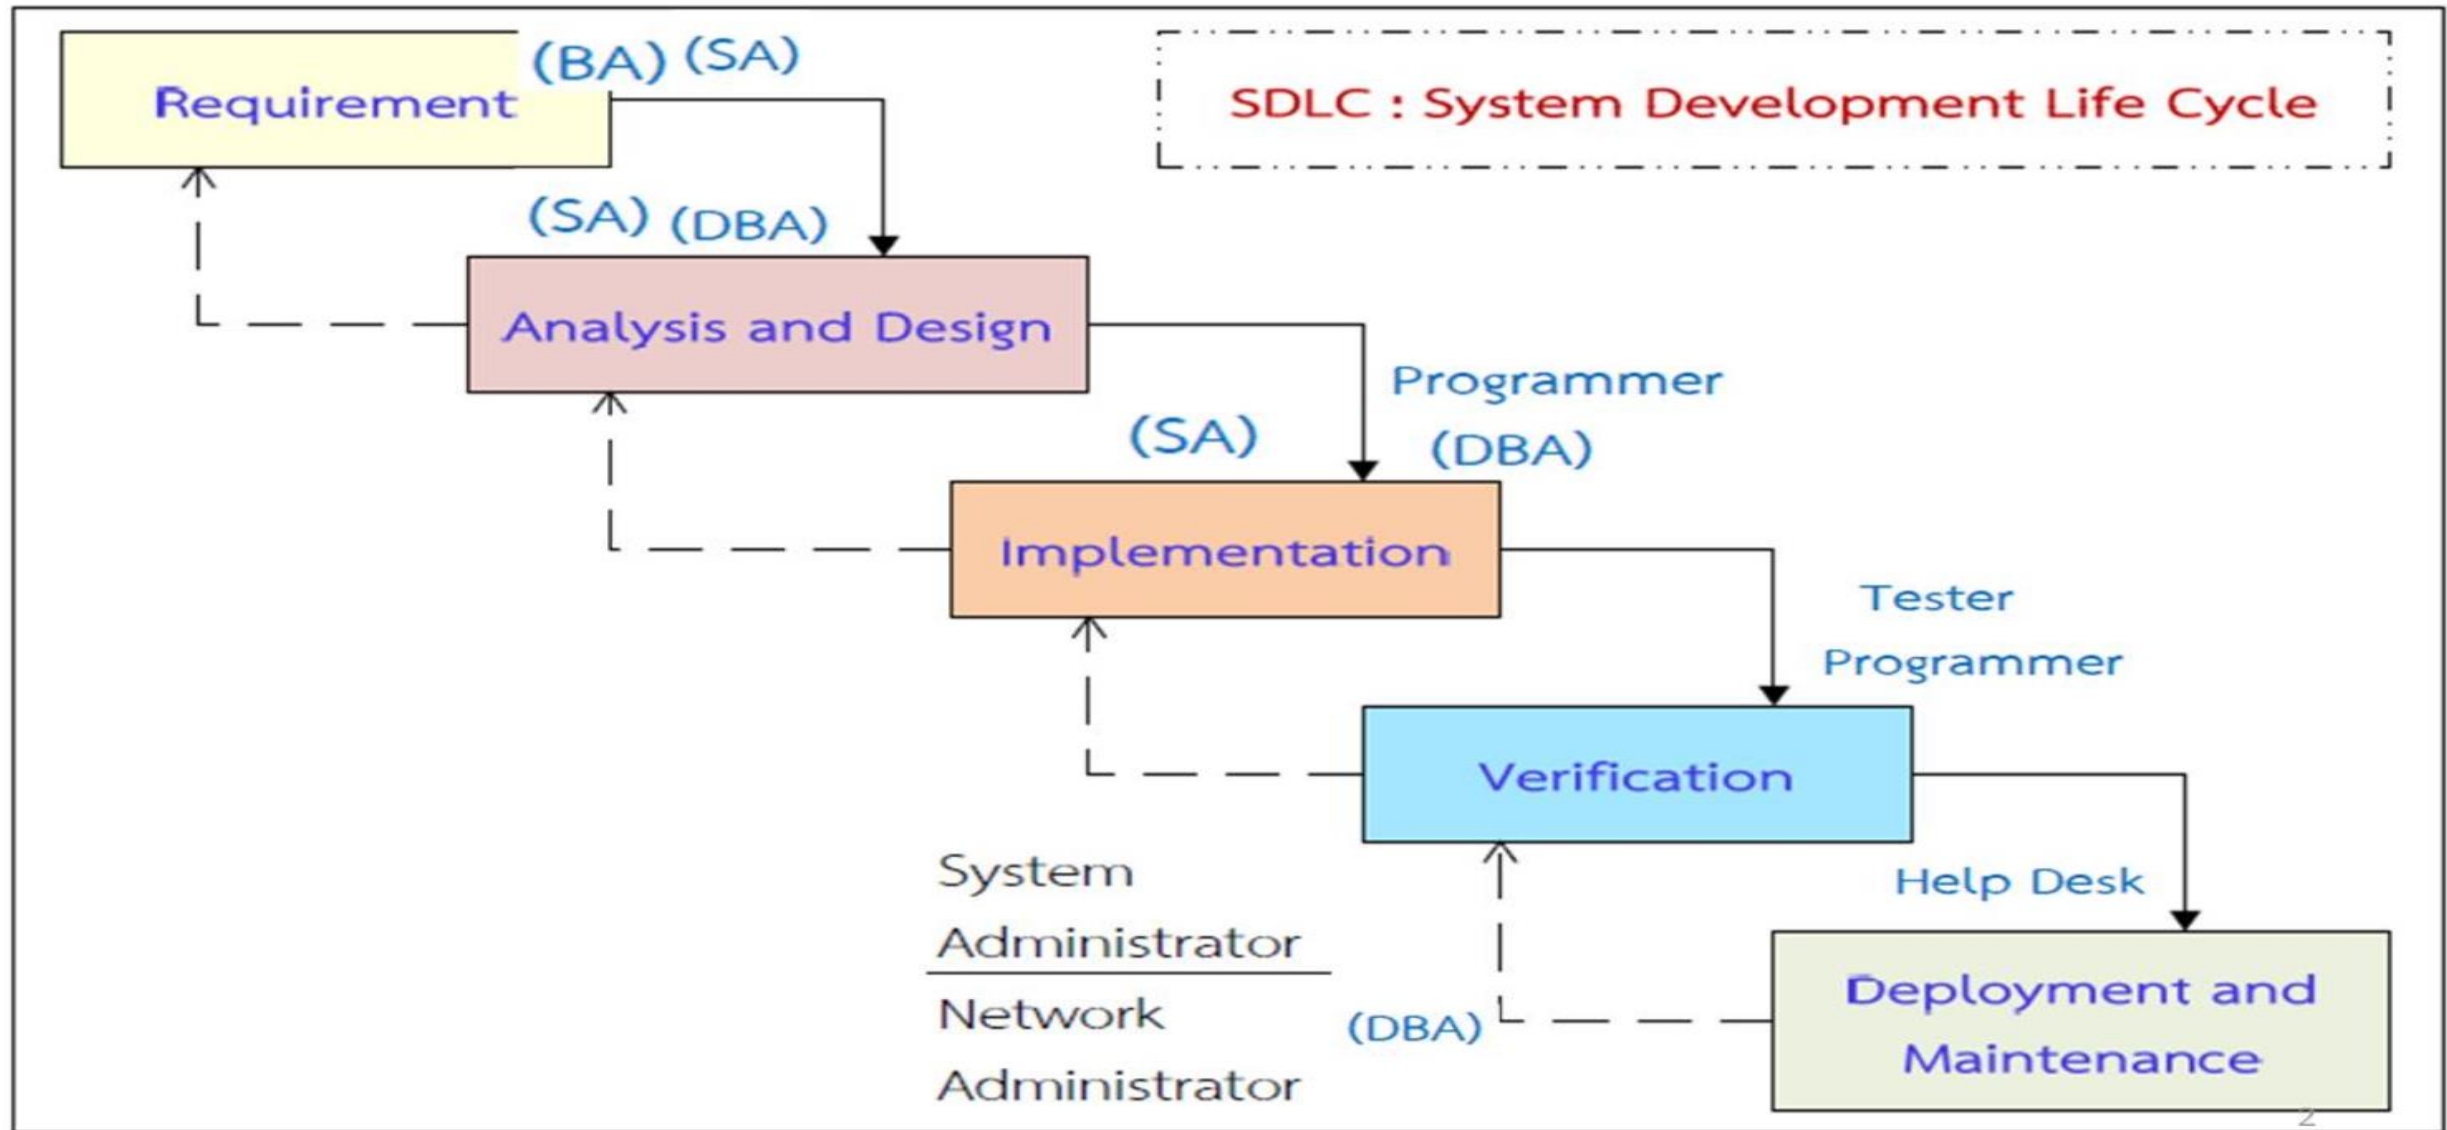 (BA) (SA)
Requirement
SDLC : System Development Life Cycle
(SA) (DBA)
Analysis and Design
Programmer
(SA) (DBA)
Implementation
Tester
Programmer
Verification
System
Administrator
Network
Administrator
Help Desk
(DBA)
Deployment and
Maintenance
2